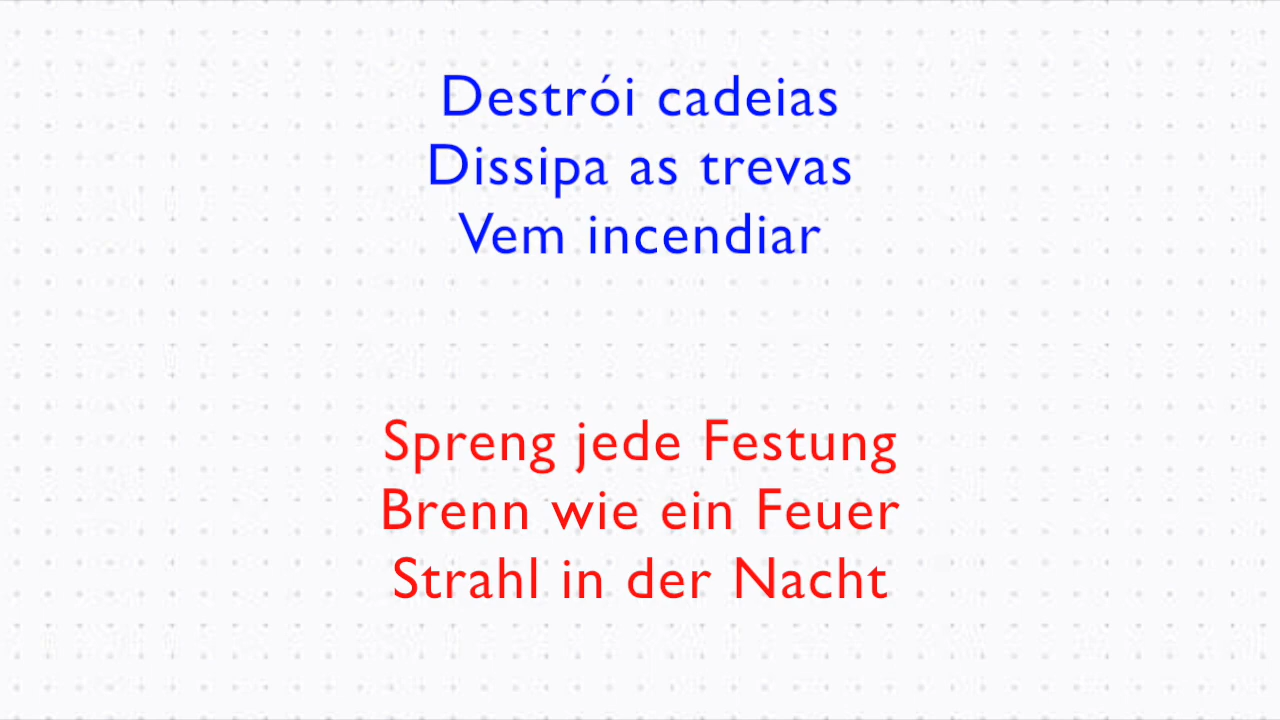 Destrói cadeias
Dissipa as trevas
Vem incendiar
Spreng jede Festung
Brenn wie ein Feuer
Strahl in der Nacht